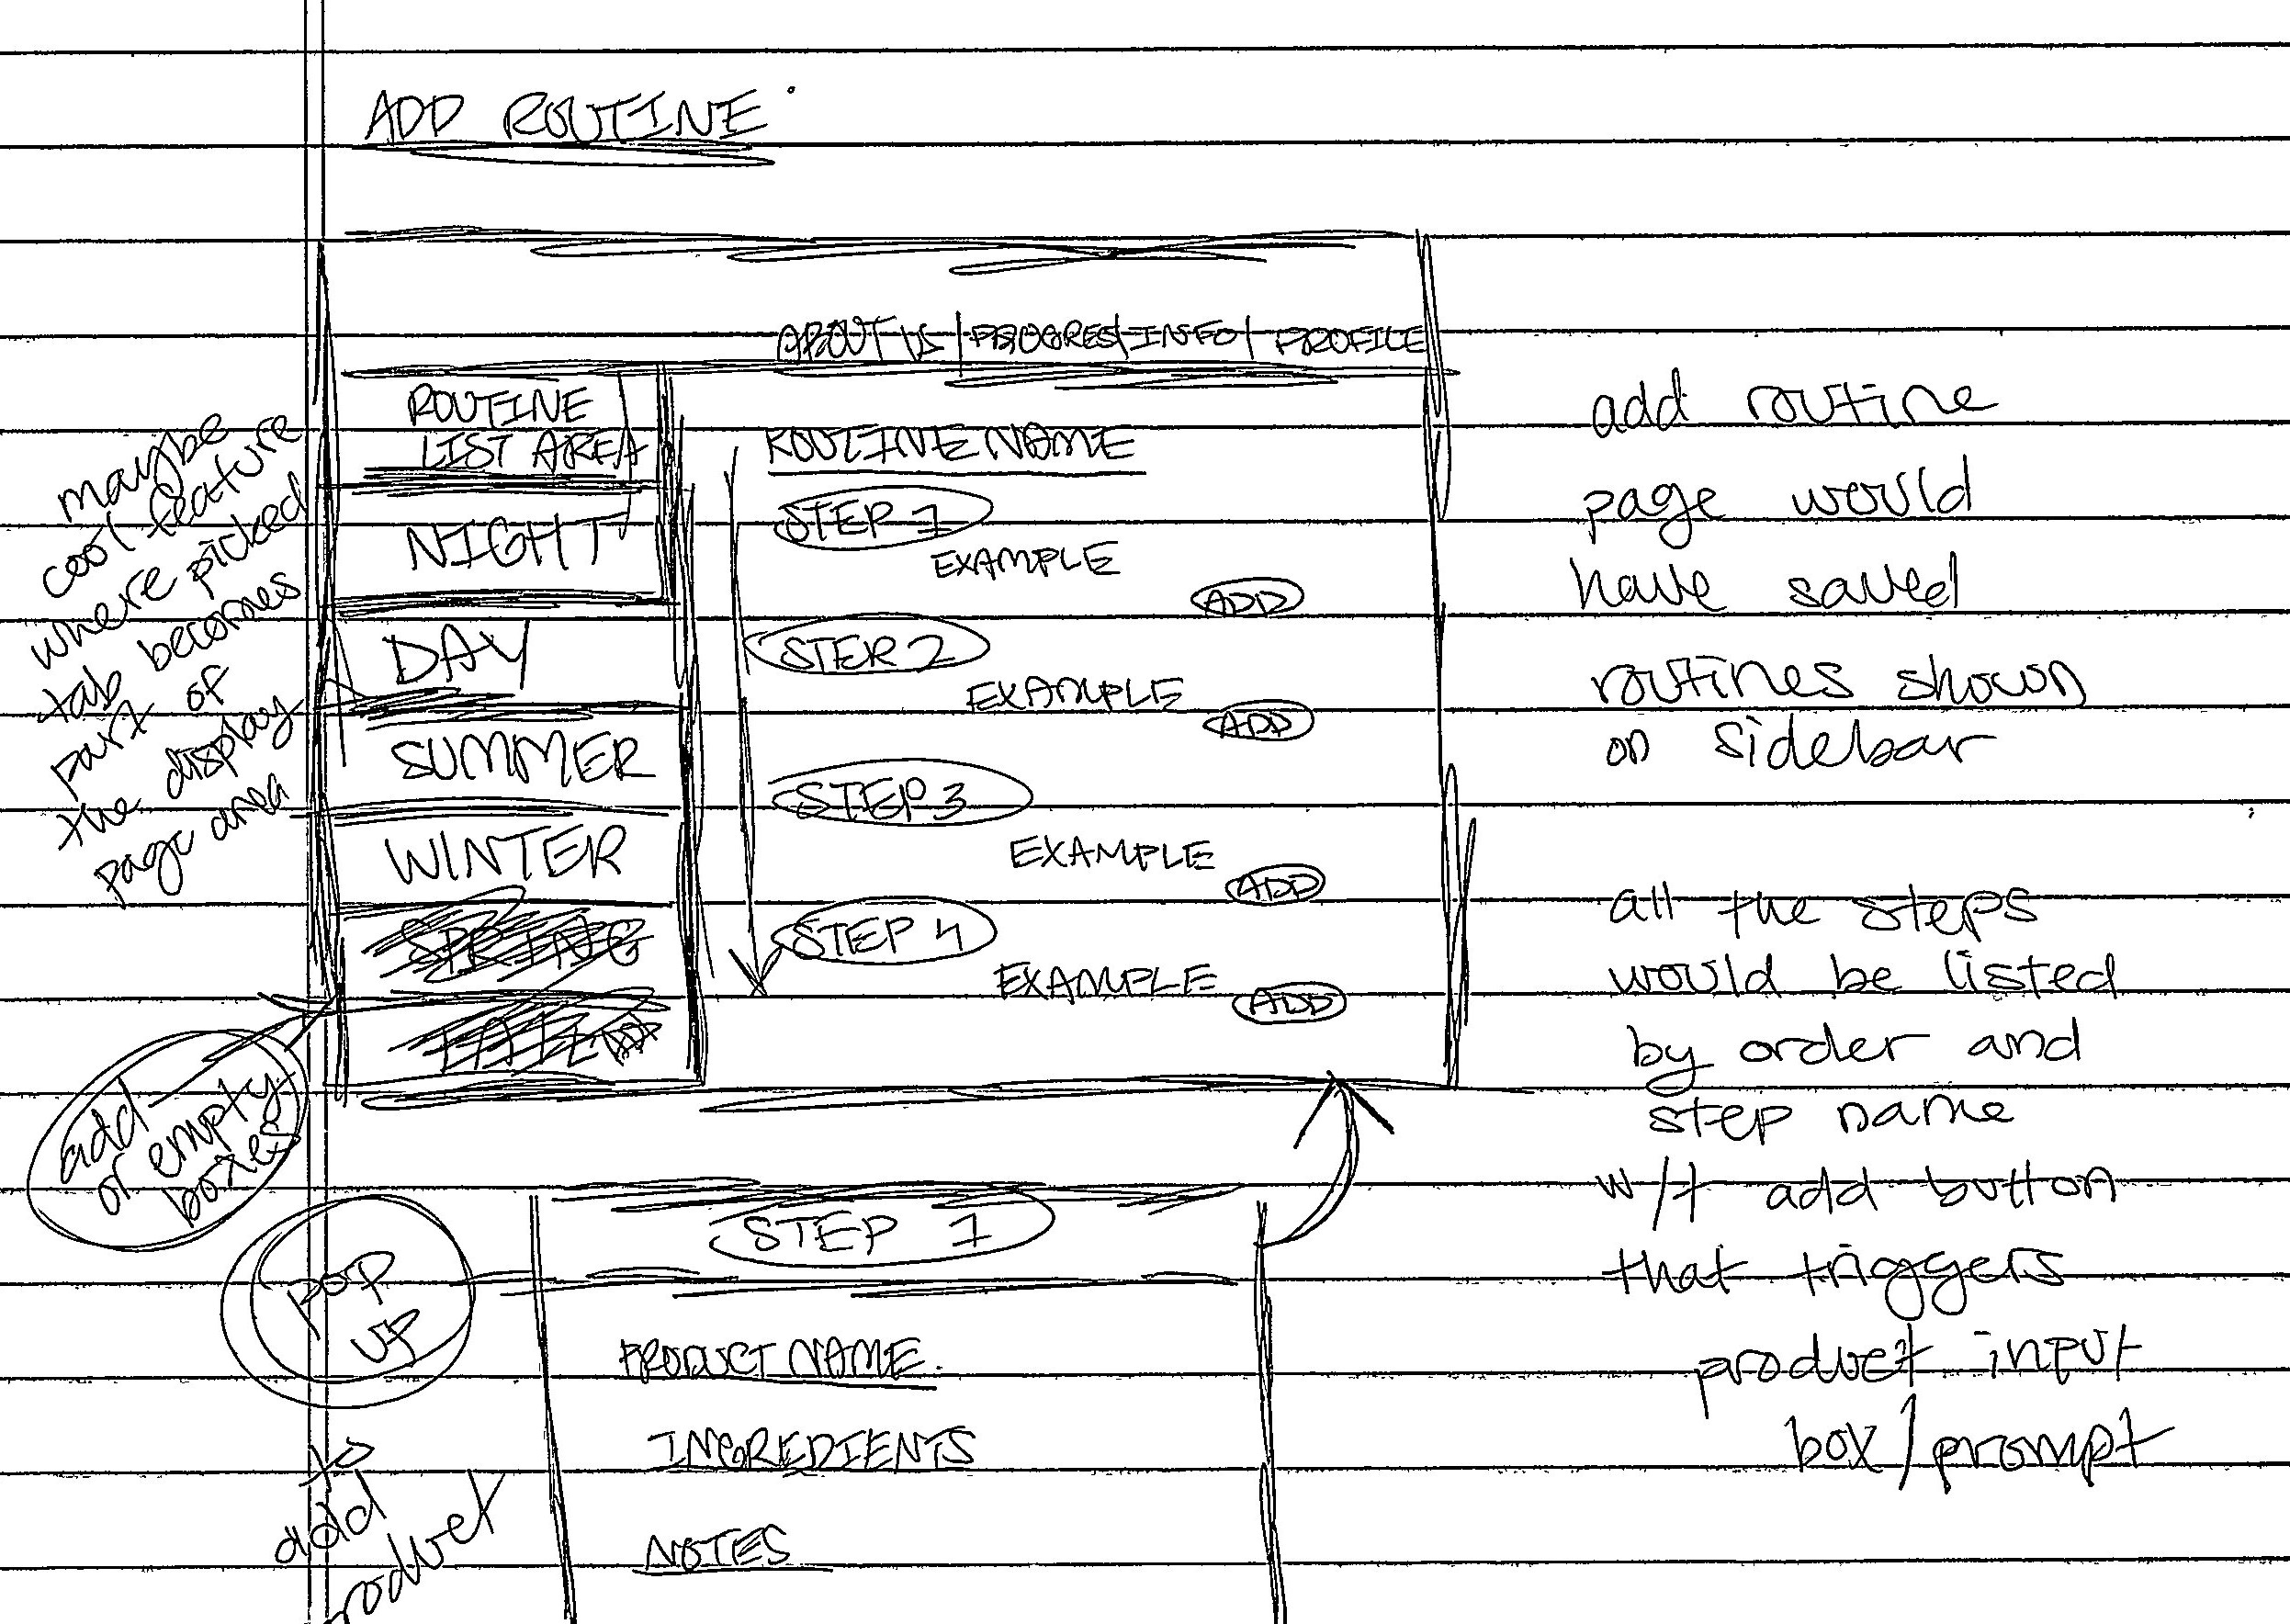 ADD ROUTINE
ABOUT US | PROGRES | INFO | PROFILE
ROUTINE
LIST AREA
NIGHT
DAY
SUMMER
WINTER
SPRING
ROUTINE NAME
STEP 1
EXAMPLE
ADD
STEP 2
EXAMPLE
ADD
STEP 3
EXAMPLE
ADD
STEP 4
EXAMPLE
ADD
maybe
cool feature
where picked
tab becomes
part of
the display
page area
add
or empty
boxes
add routine
page would
have saved
routines shown
on sidebar
all the steps
would be listed
by order and
step name
w/t add button
that triggers
product input
box/prompt
pop
up
to
add
product
STEP 1
PRODUCT NAME
INGREDIENTS
NOTES